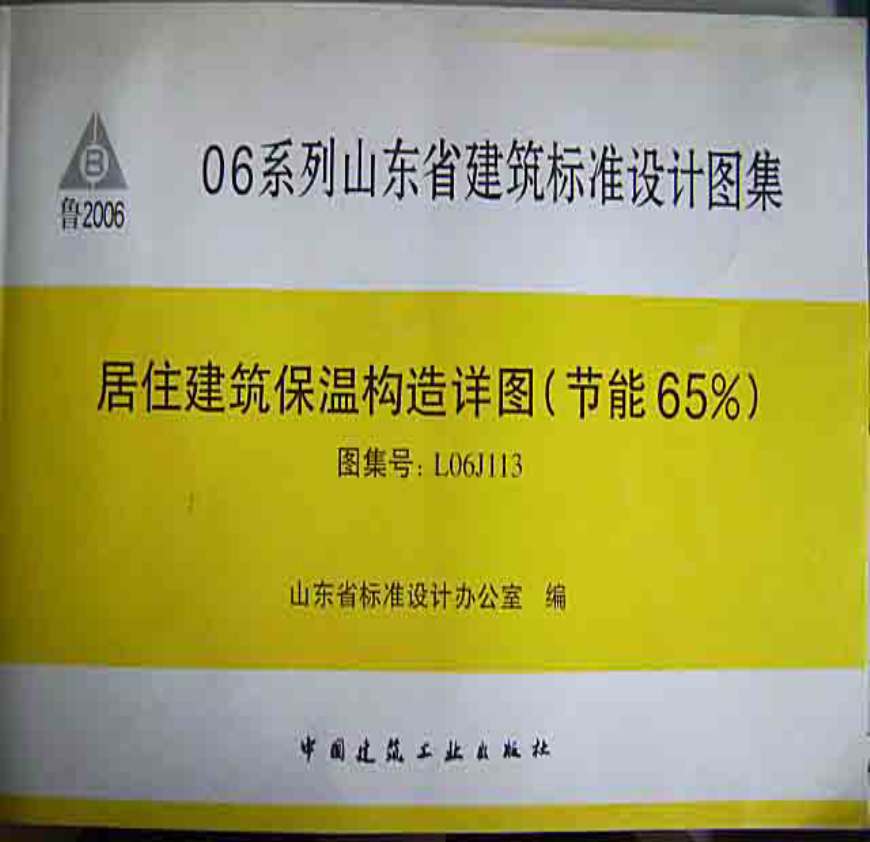 B
鲁2006
06系列山东省建筑标准设计图集
居住建筑保温构造详图(节能65%)
图集号: L06J113
山东省标准设计办公室 编
中国建筑工业出版社